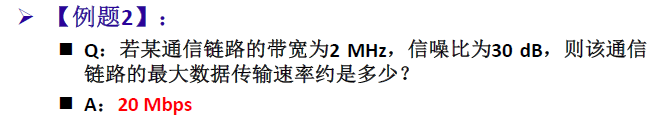 ➢ 【例题2】：
■ Q：若某通信链路的带宽为2 MHz，信噪比为30 dB，则该通信
链路的最大数据传输速率约是多少？
■ A：20 Mbps